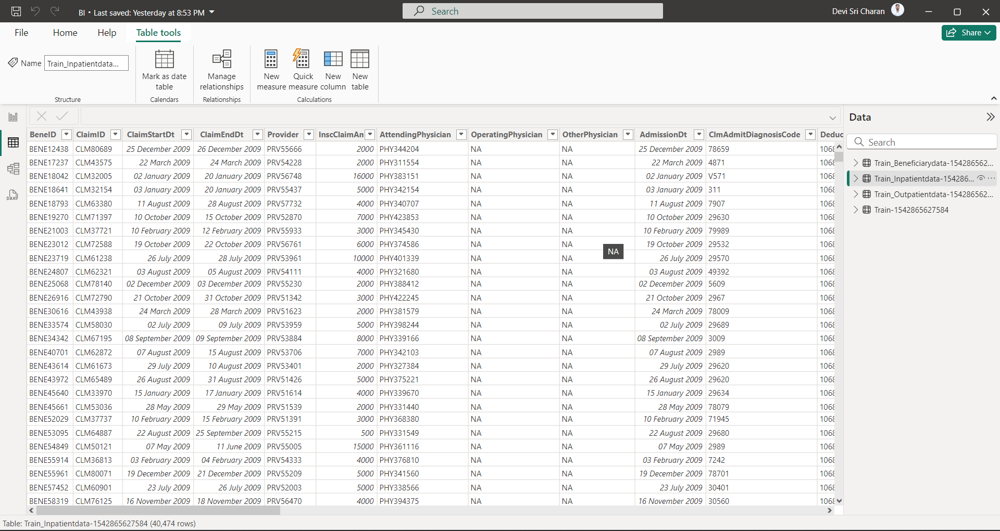 BI • Last saved: Yesterday at 8:53 PM
Search
Devi Sri Charan
File Home Help Table tools
Share
Name Train_Inpatientdata...
Mark as date table
Manage relationships
New measure
Quick measure
New column
New table
Structure Calendars Relationships Calculations
Data
Search
BeneID ClaimID ClaimStartDt ClaimEndDt Provider InscClaimAn AttendingPhysician OperatingPhysician OtherPhysician AdmissionDt ClmAdmitDiagnosisCode Deduc
BENE12438 CLM80689 25 December 2009 26 December 2009 PRV55666 2000 PHY344204 NA NA 25 December 2009 78659 1068
BENE17237 CLM43575 22 March 2009 24 March 2009 PRV54228 2000 PHY311554 NA NA 22 March 2009 4871 1068
BENE18042 CLM32005 02 January 2009 20 January 2009 PRV56748 16000 PHY383151 NA NA 02 January 2009 V571 1068
BENE18641 CLM32154 03 January 2009 20 January 2009 PRV55437 5000 PHY342154 NA NA 03 January 2009 311 1068
BENE18793 CLM63380 11 August 2009 28 August 2009 PRV57732 4000 PHY340707 NA NA 11 August 2009 7907 1068
BENE19270 CLM71397 10 October 2009 15 October 2009 PRV52870 7000 PHY423853 NA NA 10 October 2009 29630 1068
BENE21003 CLM37721 10 February 2009 12 February 2009 PRV55933 3000 PHY345430 NA NA 10 February 2009 79989 1068
BENE23012 CLM72588 19 October 2009 22 October 2009 PRV56761 6000 PHY374586 NA NA 19 October 2009 29532 1068
NA
BENE23719 CLM61238 26 July 2009 28 July 2009 PRV53961 10000 PHY401339 NA NA 26 July 2009 29570 1068
BENE24807 CLM62321 03 August 2009 05 August 2009 PRV54111 4000 PHY321680 NA NA 03 August 2009 49392 1068
BENE25068 CLM78140 02 December 2009 03 December 2009 PRV55230 2000 PHY388412 NA NA 02 December 2009 5609 1068
BENE26916 CLM72790 21 October 2009 31 October 2009 PRV51342 3000 PHY422245 NA NA 21 October 2009 2967 1068
BENE30616 CLM43938 24 March 2009 28 March 2009 PRV51623 2000 PHY381579 NA NA 24 March 2009 78009 1068
BENE33574 CLM58030 02 July 2009 09 July 2009 PRV53959 5000 PHY398244 NA NA 02 July 2009 29689 1068
BENE34342 CLM67195 08 September 2009 09 September 2009 PRV53884 8000 PHY339166 NA NA 08 September 2009 3009 1068
BENE40701 CLM62872 07 August 2009 15 August 2009 PRV53706 7000 PHY342103 NA NA 07 August 2009 2989 1068
BENE43614 CLM61673 29 July 2009 10 August 2009 PRV53401 2000 PHY327384 NA NA 29 July 2009 29620 1068
BENE43972 CLM65489 26 August 2009 31 August 2009 PRV51426 5000 PHY375221 NA NA 26 August 2009 29620 1068
BENE45640 CLM33970 15 January 2009 17 January 2009 PRV51614 4000 PHY339670 NA NA 15 January 2009 29634 1068
BENE45661 CLM53036 28 May 2009 29 May 2009 PRV51539 2000 PHY331440 NA NA 28 May 2009 78079 1068
BENE52029 CLM37737 10 February 2009 15 February 2009 PRV51391 3000 PHY368380 NA NA 10 February 2009 71945 1068
BENE53095 CLM64887 22 August 2009 25 September 2009 PRV55215 500 PHY331549 NA NA 22 August 2009 29680 1068
BENE54849 CLM50121 07 May 2009 11 June 2009 PRV55005 15000 PHY361116 NA NA 07 May 2009 2989 1068
BENE55914 CLM36813 03 February 2009 04 February 2009 PRV54333 4000 PHY376810 NA NA 03 February 2009 7242 1068
BENE55961 CLM80071 19 December 2009 21 December 2009 PRV55209 5000 PHY341560 NA NA 19 December 2009 78701 1068
BENE57452 CLM60901 23 July 2009 26 July 2009 PRV52003 5000 PHY338566 NA NA 23 July 2009 30401 1068
BENE58319 CLM76125 16 November 2009 18 November 2009 PRV56470 4000 PHY394375 NA NA 16 November 2009 30560 1068
Train_Beneficiarydata-154286562...
Train_Inpatientdata-154286...
Train_Outpatientdata-154286562...
Train-1542865627584
DAX
Table: Train_Inpatientdata-1542865627584 (40,474 rows)